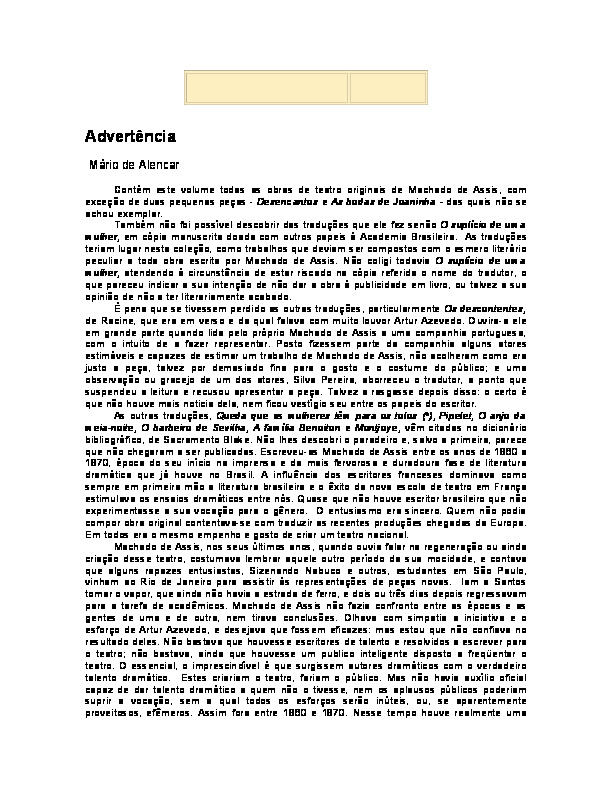 Advertência
Mário de Alencar
Contêm este volume todas as obras de teatro originais de Machado de Assis, com
exceção de duas pequenas peças - Desencantos e As bodas de Joaninha - das quais não se
achou exemplar.
Também não foi possível descobrir das traduções que ele fez senão O suplício de uma
mulher, em cópia manuscrita doada com outros papeis à Academia Brasileira. As traduções
teriam lugar nesta coleção, como trabalhos que deviam ser compostos com o esmero literário
peculiar a toda obra escrita por Machado de Assis. Não coligi todavia O suplício de uma
mulher, atendendo à circunstância de estar riscado na cópia referida o nome do tradutor, o
que pareceu indicar a sua intenção de não dar a obra à publicidade em livro, ou talvez a sua
opinião de não a ter literariamente acabado.
É pena que se tivessem perdido as outras traduções, particularmente Os descontentes,
de Racine, que era em verso e da qual falava com muito louvor Artur Azevedo. Ouvira-a ele
em grande parte quando lida pelo próprio Machado de Assis a uma companhia portuguesa,
com o intuito de a fazer representar. Posto fizessem parte da companhia alguns atores
estimáveis e capazes de estimar um trabalho de Machado de Assis, não acolheram como era
justo a peça, talvez por demasiado fina para o gosto e o costume do público; e uma
observação ou gracejo de um dos atores, Silva Pereira, aborreceu o tradutor, a ponto que
suspendeu a leitura e recusou apresentar a peça. Talvez a rasgasse depois disso: o certo é
que não houve mais noticia dela, nem ficou vestígio seu entre os papeis do escritor.
As outras traduções, Queda que as mulheres têm para os tolos (*), Pipelet, O anjo da
meia-noite, O barbeiro de Sevilha, A família Benoiton e Montjoye, vêm citadas no dicionário
bibliográfico, de Sacramento Blake. Não lhes descobri o paradeiro e, salvo a primeira, parece
que não chegaram a ser publicadas. Escreveu-as Machado de Assis entre os anos de 1860 a
1870, época do seu início na imprensa e da mais fervorosa e duradoura fase de literatura
dramática que já houve no Brasil. A influência dos escritores franceses dominava como
sempre em primeira mão a literatura brasileira e o êxito da nova escola de teatro em França
estimulava os ensaios dramáticos entre nós. Quase que não houve escritor brasileiro que não
experimentasse a sua vocação para o gênero. O entusiasmo era sincero. Quem não podia
compor obra original contentava-se com traduzir as recentes produções chegadas da Europa.
Em todos era o mesmo empenho e gosto de criar um teatro nacional.
Machado de Assis, nos seus últimos anos, quando ouvia falar na regeneração ou ainda
criação desse teatro, costumava lembrar aquele outro período da sua mocidade, e contava
que alguns rapazes entusiastas, Sizenando Nabuco e outros, estudantes em São Paulo,
vinham ao Rio de Janeiro para assistir às representações de peças novas. Iam a Santos
tomar o vapor, que ainda não havia a estrada de ferro, e dois ou três dias depois regressavam
para a tarefa de acadêmicos. Machado de Assis não fazia confronto entre as épocas e as
gentes de uma e de outra, nem tirava conclusões. Olhava com simpatia a iniciativa e o
esforço de Artur Azevedo, e desejava que fossem eficazes: mas estou que não confiava no
resultado deles. Não bastava que houvesse escritores de talento e resolvidos a escrever para
o teatro; não bastava, ainda que houvesse um publico inteligente disposto a freqüentar o
teatro. O essencial, o imprescindível é que surgissem autores dramáticos com o verdadeiro
talento dramático. Estes criariam o teatro, fariam o público. Mas não havia auxílio oficial
capaz de dar talento dramático a quem não o tivesse, nem os aplausos públicos poderiam
suprir a vocação, sem a qual todos os esforços serão inúteis, ou, se aparentemente
proveitosos, efêmeros. Assim fora entre 1860 e 1870. Nesse tempo houve realmente uma